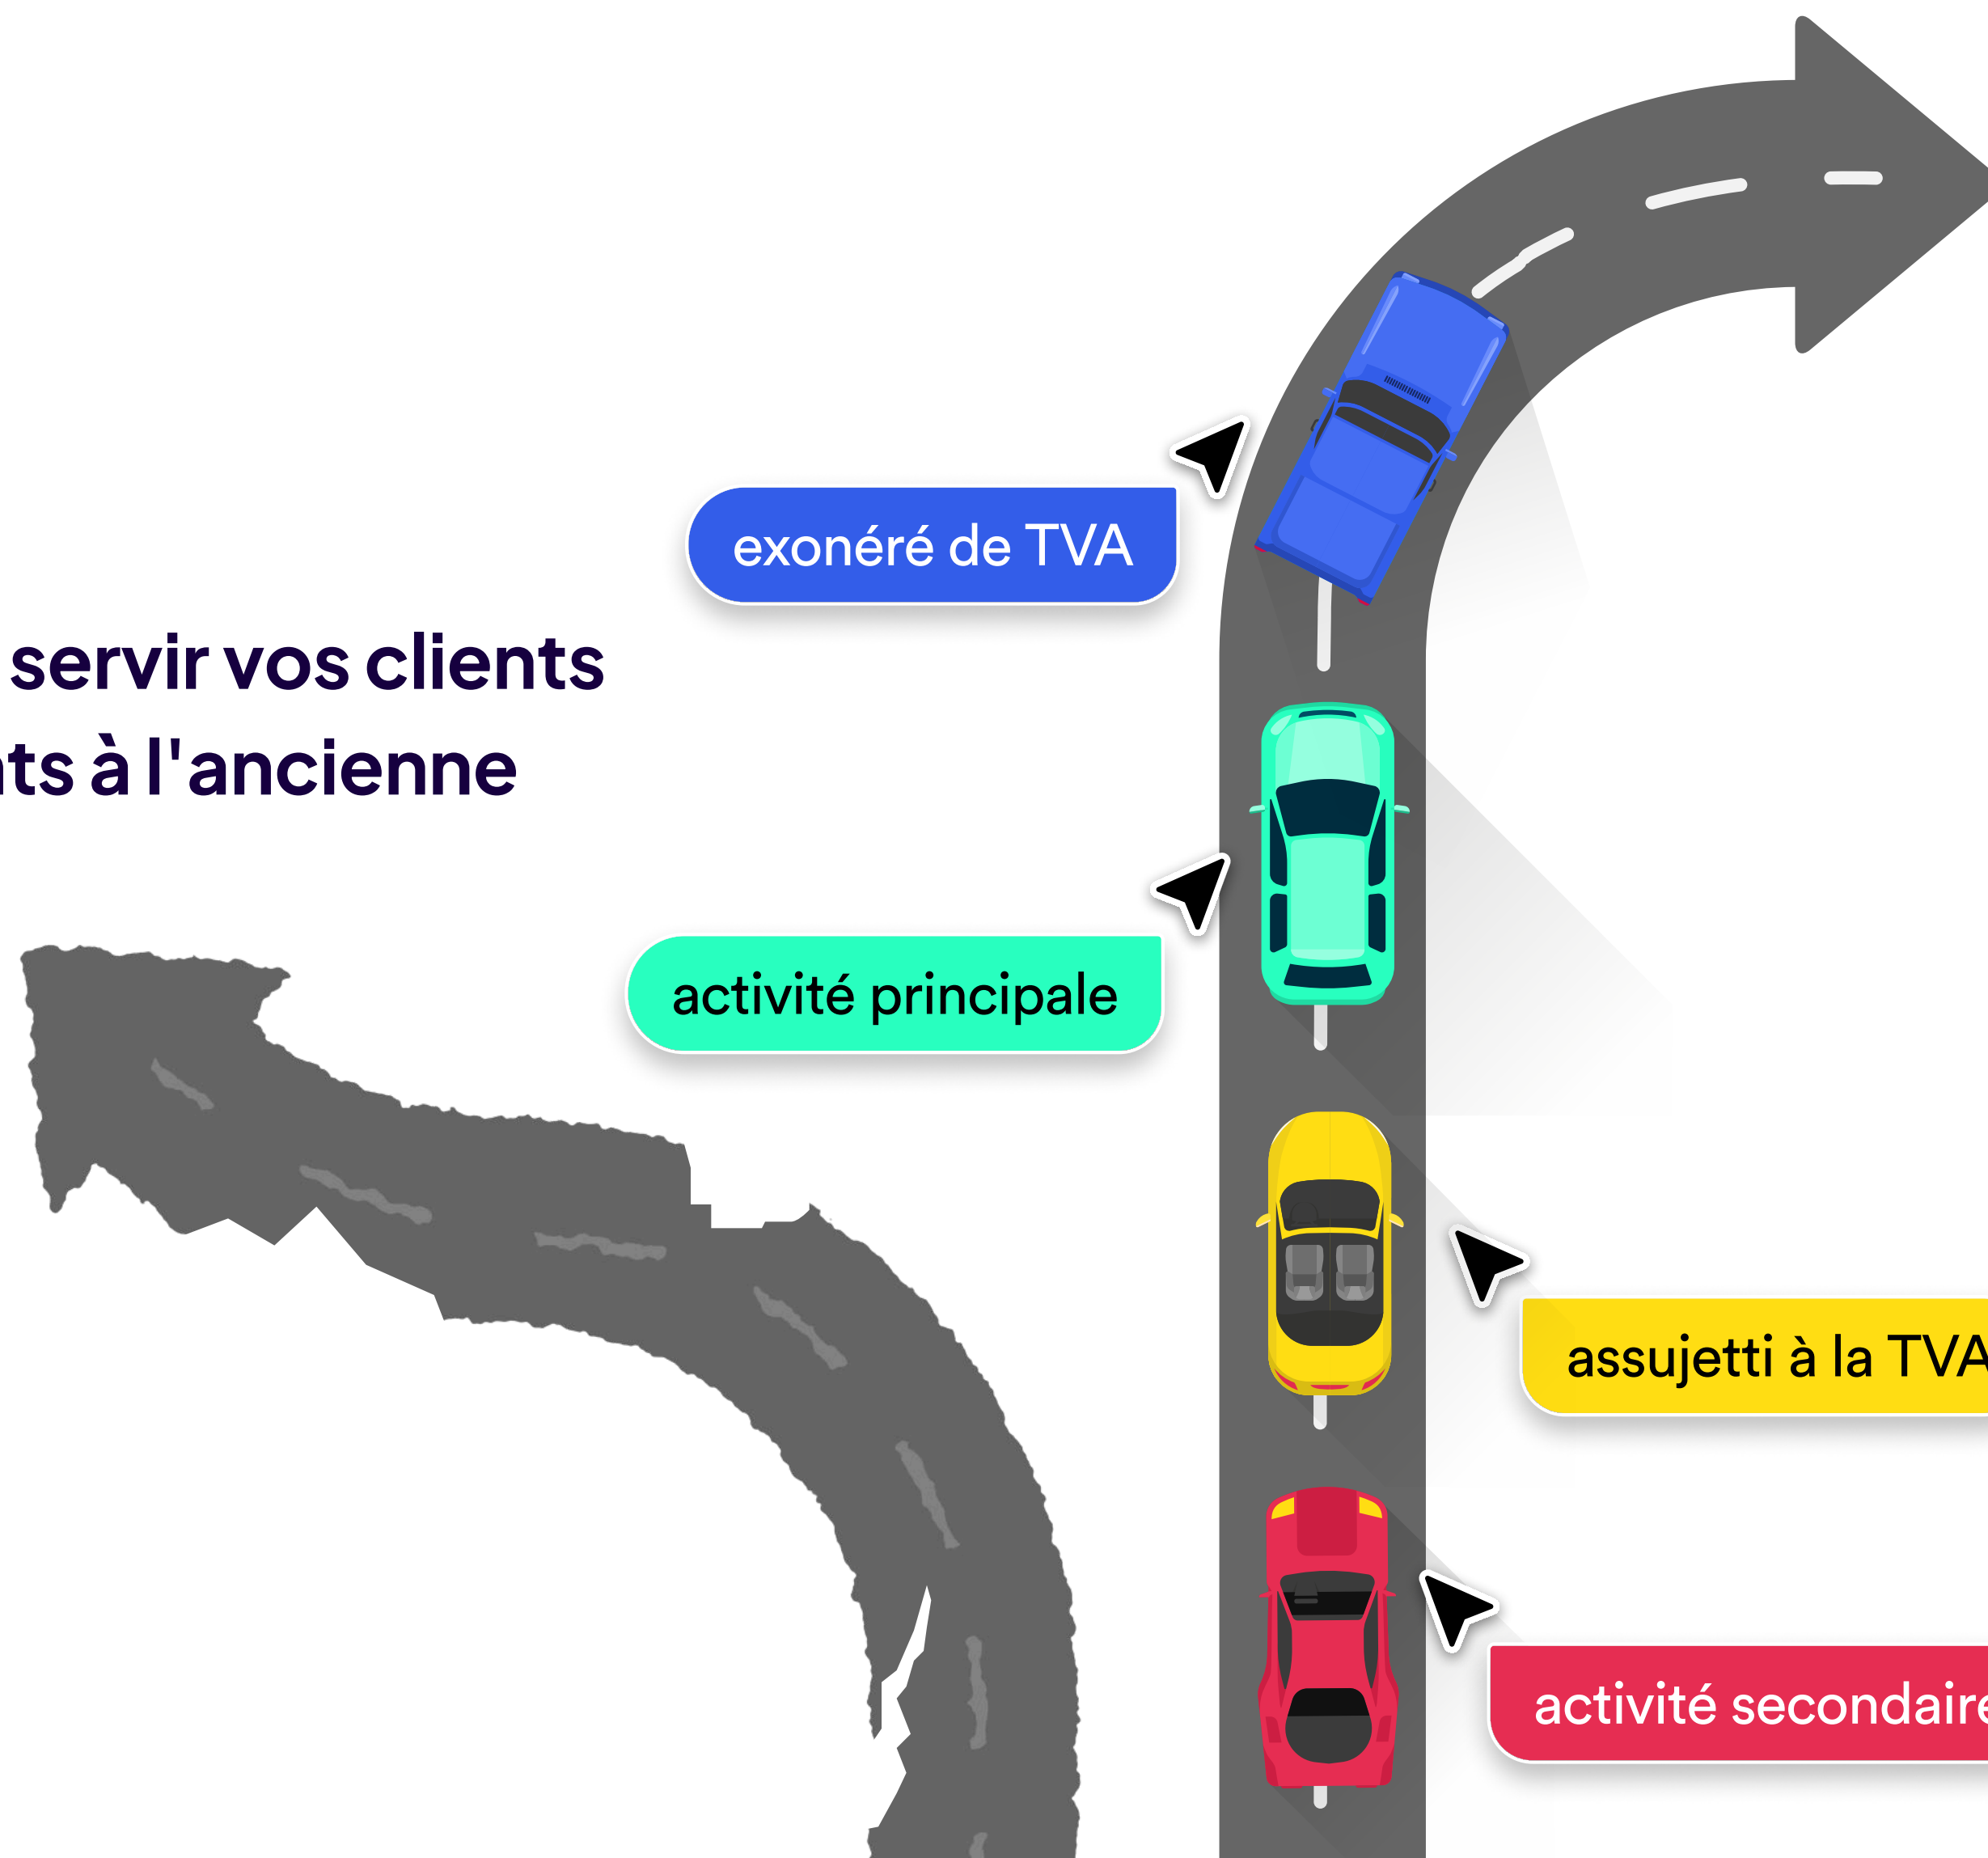 exonéré de TVA
servir vos clients
ts à l'ancienne
activité principale
assujetti à la TVA
activité secondaire